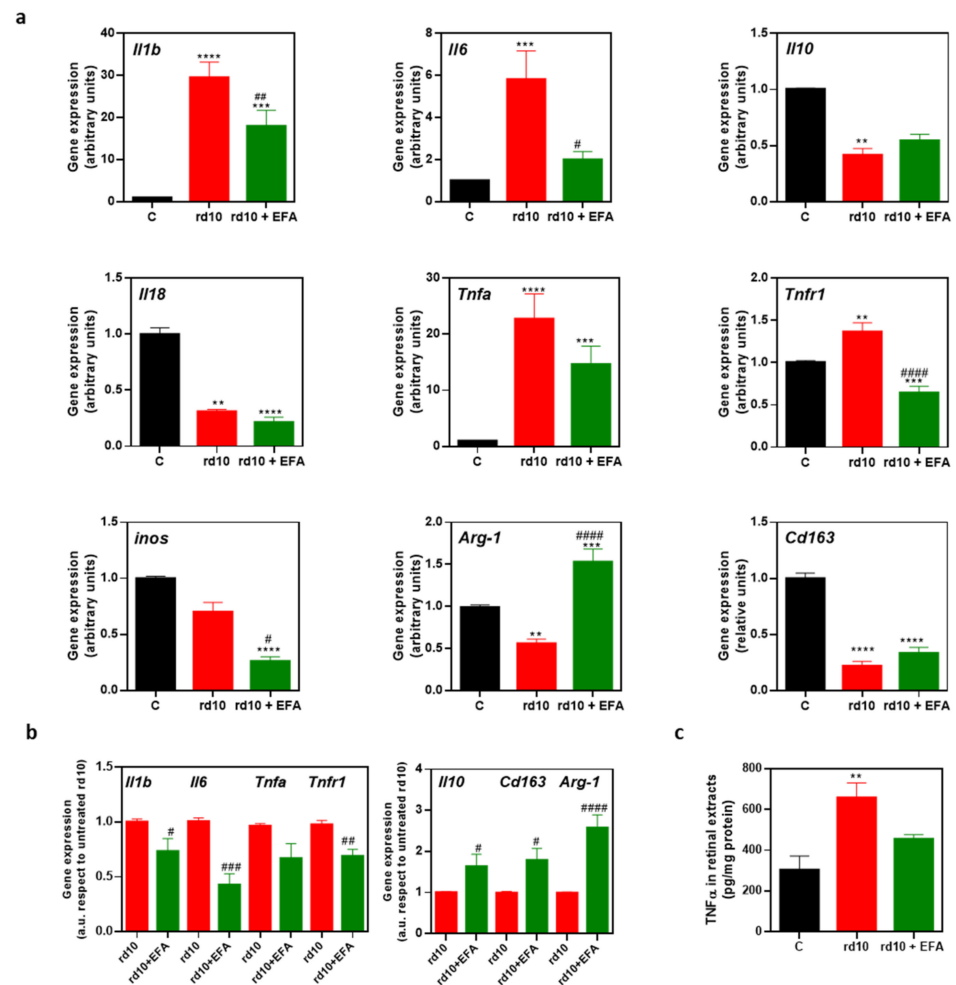 a
Il1b
Gene expression
(arbitrary units)
40
30
20
10
0
****
##
***
C
rd10
rd10 + EFA
Il6
Gene expression
(arbitrary units)
8
6
4
2
0
***
#
C
rd10
rd10 + EFA
Il10
Gene expression
(arbitrary units)
1.5
1.0
0.5
0.0
**
C
rd10
rd10 + EFA
Il18
Gene expression
(arbitrary units)
1.5
1.0
0.5
0.0
**
****
C
rd10
rd10 + EFA
Tnfa
Gene expression
(arbitrary units)
30
20
10
0
****
***
C
rd10
rd10 + EFA
Tnfr1
Gene expression
(arbitrary units)
2.0
1.5
1.0
0.5
0.0
**
####
***
C
rd10
rd10 + EFA
inos
Gene expression
(arbitrary units)
1.5
1.0
0.5
0.0
#
****
C
rd10
rd10 + EFA
Arg-1
Gene expression
(arbitrary units)
2.0
1.5
1.0
0.5
0.0
**
####
***
C
rd10
rd10 + EFA
Cd163
Gene expression
(relative units)
1.5
1.0
0.5
0.0
****
****
C
rd10
rd10 + EFA
b
Il1b Il6 Tnfa Tnfr1
Gene expression
(a.u. respect to untreated rd10)
1.5
1.0
0.5
0.0
#
###
##
rd10
rd10+EFA
rd10
rd10+EFA
rd10
rd10+EFA
rd10
rd10+EFA
Il10 Cd163 Arg-1
Gene expression
(a.u. respect to untreated rd10)
4
3
2
1
0
#
#
####
rd10
rd10+EFA
rd10
rd10+EFA
rd10
rd10+EFA
c
TNFα in retinal extracts
(pg/mg protein)
800
600
400
200
0
**
C
rd10
rd10 + EFA